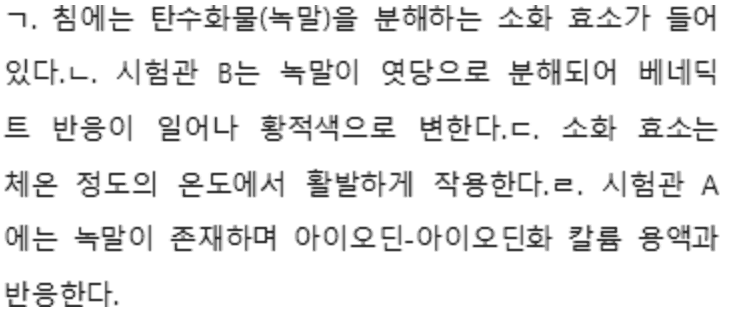 ㄱ. 침에는 탄수화물(녹말)을 분해하는 소화 효소가 들어
있다.ㄴ. 시험관 B는 녹말이 엿당으로 분해되어 베네딕
트 반응이 일어나 황적색으로 변한다.ㄷ. 소화 효소는
체온 정도의 온도에서 활발하게 작용한다.ㄹ. 시험관 A
에는 녹말이 존재하며 아이오딘-아이오딘화 칼륨 용액과
반응한다.